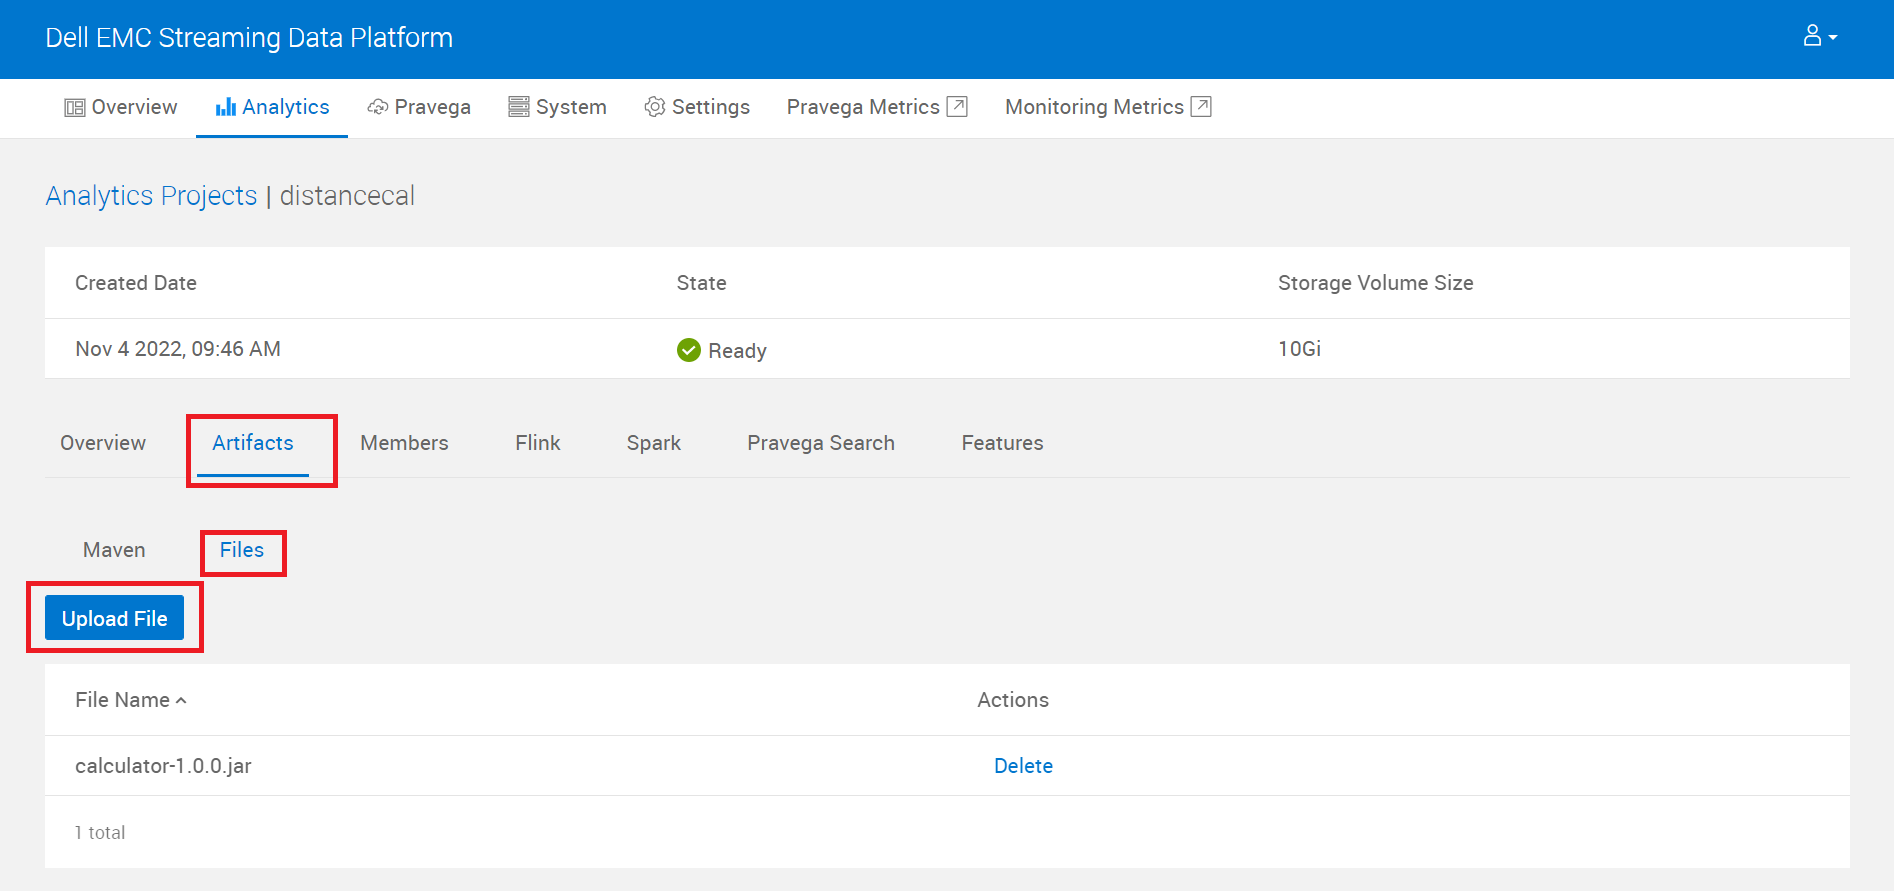 Dell EMC Streaming Data Platform
Overview Analytics Pravega System Settings Pravega Metrics Monitoring Metrics
Analytics Projects | distancecal
Created Date State Storage Volume Size
Nov 4 2022, 09:46 AM Ready 10Gi
Overview Artifacts Members Flink Spark Pravega Search Features
Maven Files
Upload File
File Name Actions
calculator-1.0.0.jar Delete
1 total